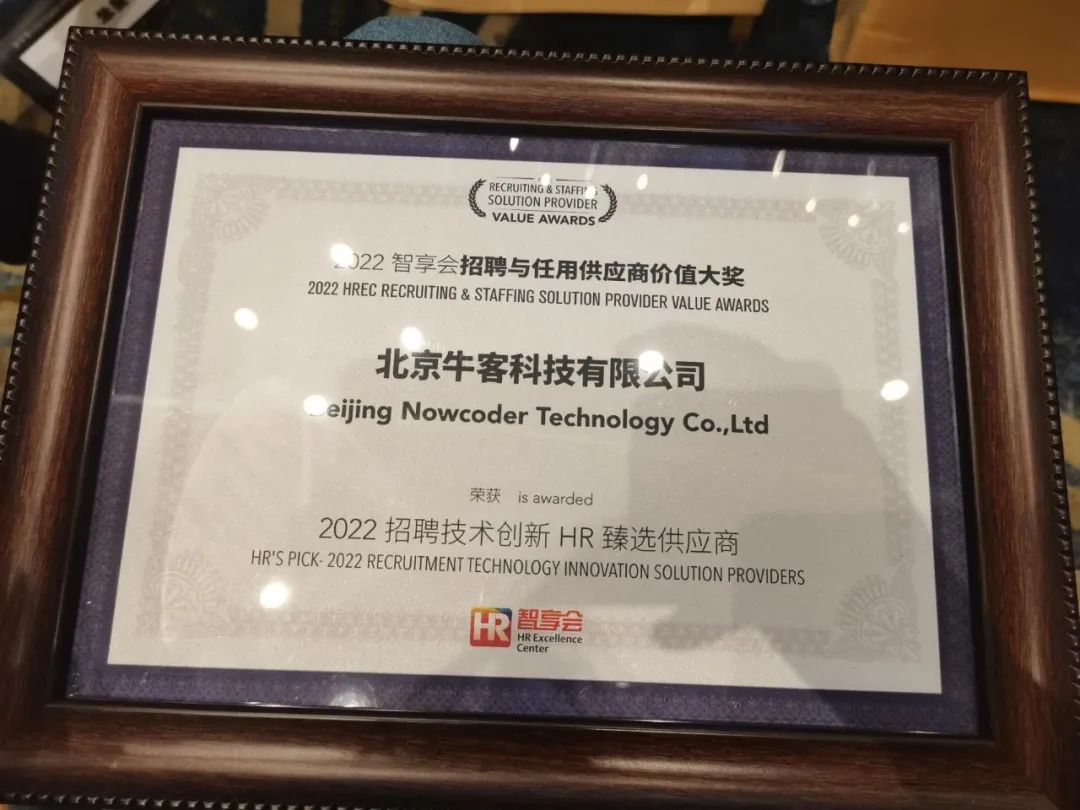 RECRUITING & STAFFING
SOLUTION PROVIDER
VALUE AWARDS
2022 智享会招聘与任用供应商价值大奖
2022 HREC RECRUITING & STAFFING SOLUTION PROVIDER VALUE AWARDS
北京牛客科技有限公司
Beijing Nowcoder Technology Co.,Ltd
荣获 is awarded
2022 招聘技术创新 HR 臻选供应商
HR'S PICK- 2022 RECRUITMENT TECHNOLOGY INNOVATION SOLUTION PROVIDERS
HR 智享会
HR Excellence
Center